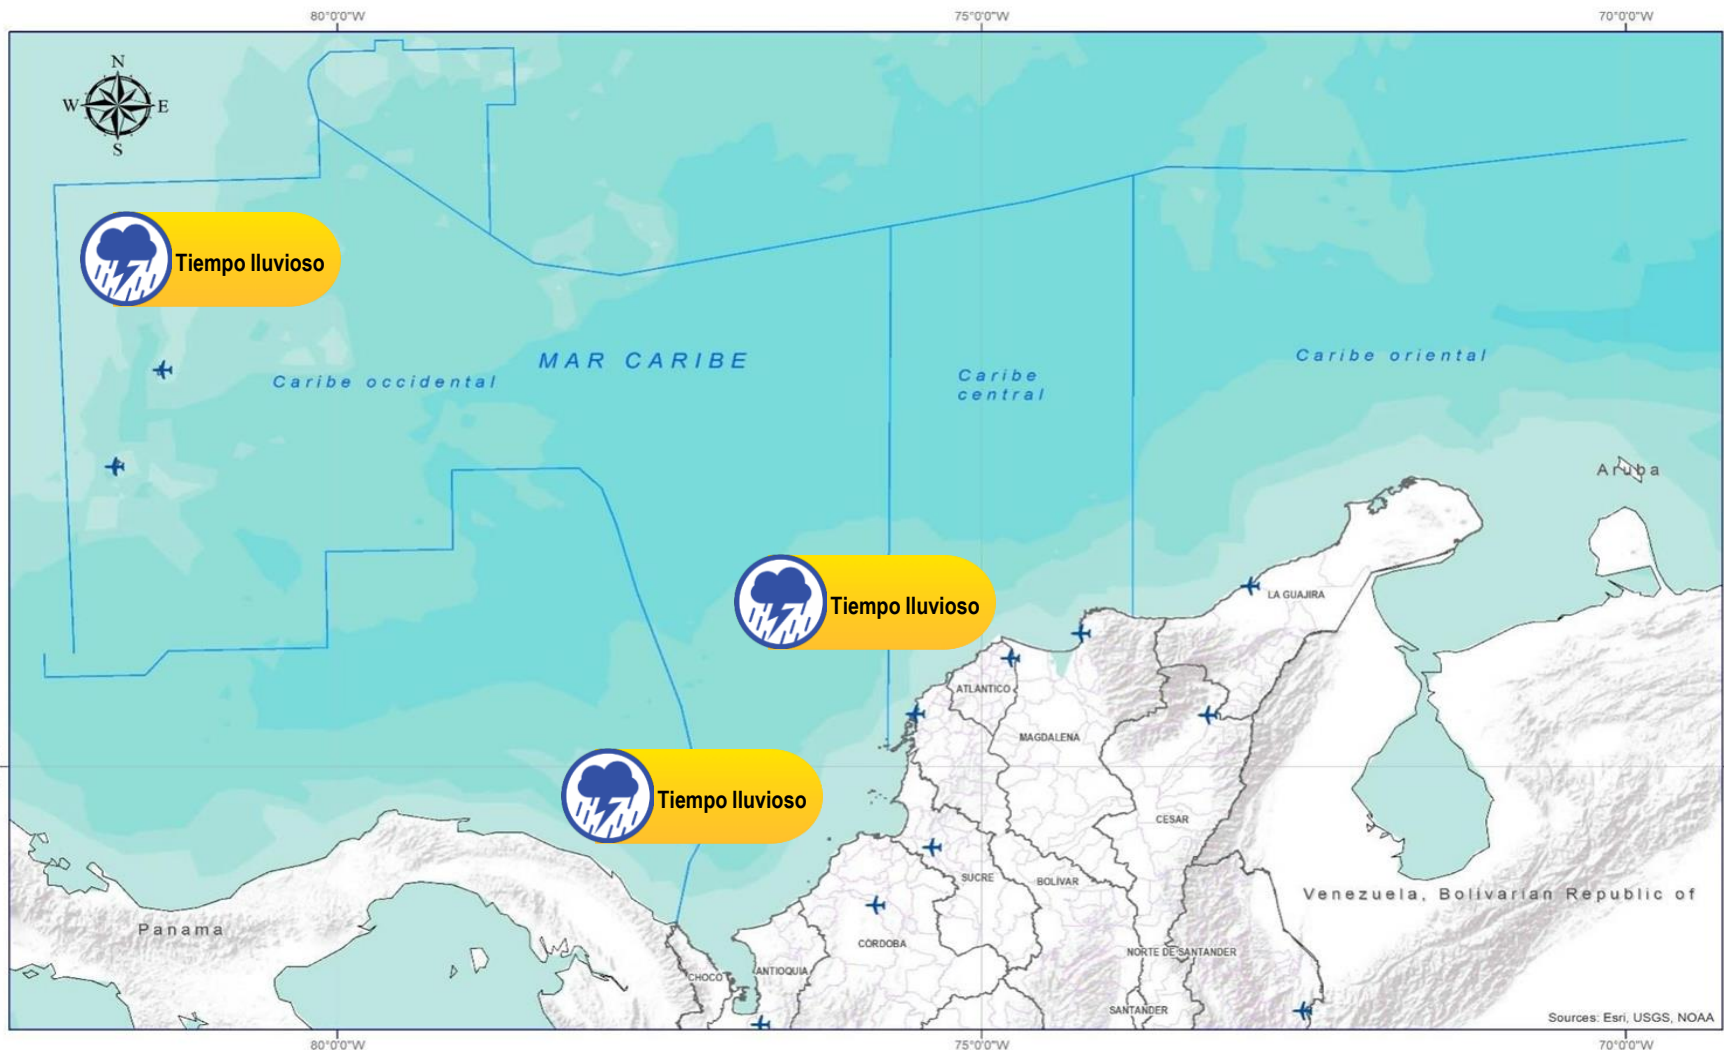 80°0'0"W
75°0'0"W
70°0'0"W
N
W
E
S
Tiempo lluvioso
MAR CARIBE
Caribe occidental
Caribe
central
Caribe oriental
Aruba
LA GUAJIRA
Tiempo lluvioso
ATLANTICO
MAGDALENA
Tiempo lluvioso
CESAR
SUCRE
BOLÍVAR
Venezuela, Bolivarian Republic of
Panama
CÓRDOBA
NORTE DE SANTANDER
CHOCO
ANTIOQUIA
SANTANDER
Sources: Esri, USGS, NOAA
80°0'0"W
75°0'0"W
70°0'0"W